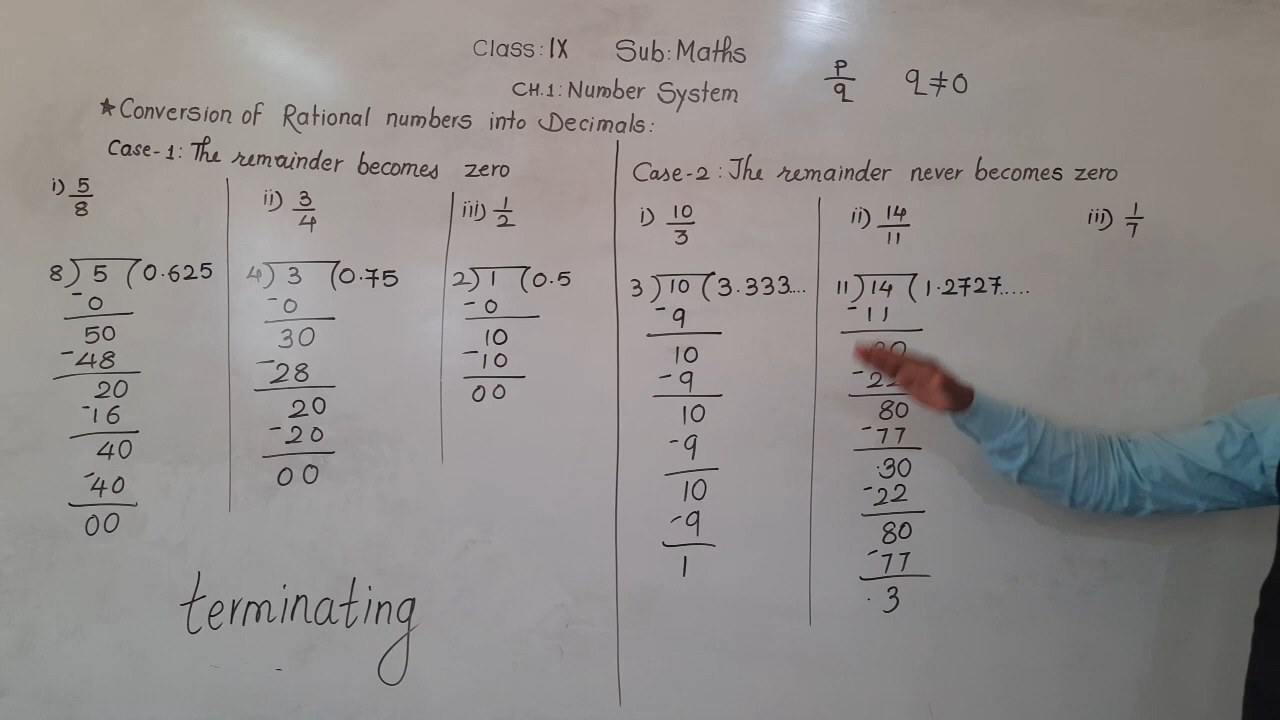 Class: IX Sub: Maths
CH.1: Number System
p/q q≠0
★ Conversion of Rational numbers into Decimals:
Case-1: The remainder becomes zero
i) 5/8
8) 5 (0.625
-0
50
-48
20
-16
40
-40
00
ii) 3/4
4) 3 (0.75
-0
30
-28
20
-20
00
iii) 1/2
2) 1 (0.5
-0
10
-10
00
terminating
Case-2: The remainder never becomes zero
i) 10/3
3) 10 (3.333...
-9
10
-9
10
-9
10
-9
1
ii) 14/11
11) 14 (1.2727.....
-11
-22
80
-77
30
-22
80
-77
3
iii) 1/7